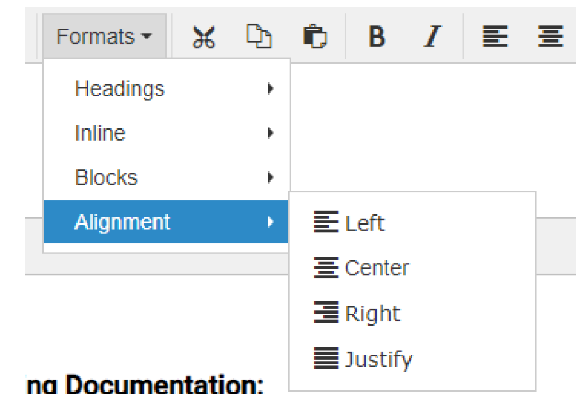 Formats
B I
Headings
Inline
Blocks
Alignment
Left
Center
Right
Justify
ng Documentation: